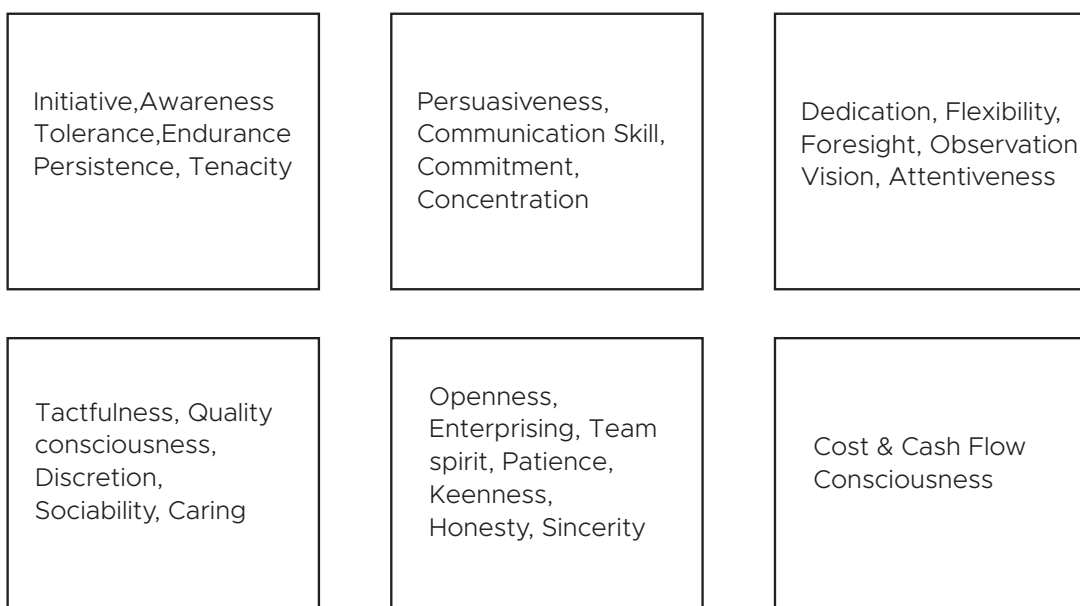 Initiative,Awareness
Tolerance,Endurance
Persistence, Tenacity
Persuasiveness,
Communication Skill,
Commitment,
Concentration
Dedication, Flexibility,
Foresight, Observation
Vision, Attentiveness
Tactfulness, Quality
consciousness,
Discretion,
Sociability, Caring
Openness,
Enterprising, Team
spirit, Patience,
Keenness,
Honesty, Sincerity
Cost & Cash Flow
Consciousness